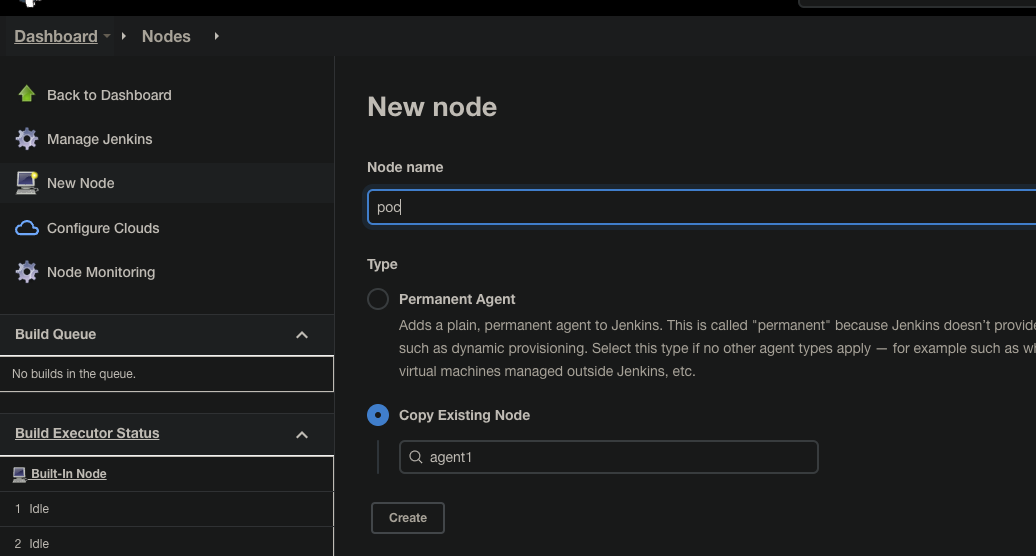 Dashboard Nodes
Back to Dashboard
Manage Jenkins
New Node
Configure Clouds
Node Monitoring
Build Queue
No builds in the queue.
Build Executor Status
Built-In Node
1 Idle
2 Idle
New node
Node name
poc
Type
Permanent Agent
Adds a plain, permanent agent to Jenkins. This is called "permanent" because Jenkins doesn't provide
such as dynamic provisioning. Select this type if no other agent types apply — for example such as
virtual machines managed outside Jenkins, etc.
Copy Existing Node
agent1
Create